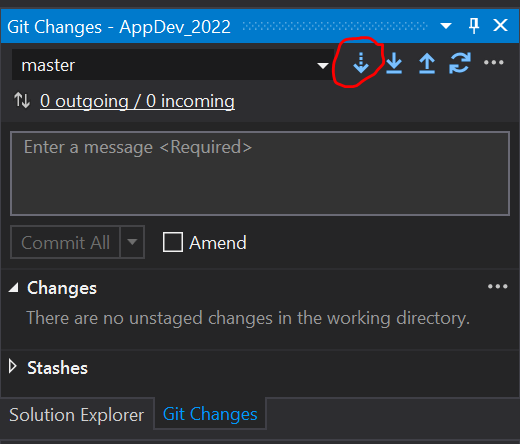 Git Changes - AppDev_2022
master
0 outgoing / 0 incoming
Enter a message <Required>
Commit All
Amend
Changes
There are no unstaged changes in the working directory.
Stashes
Solution Explorer
Git Changes